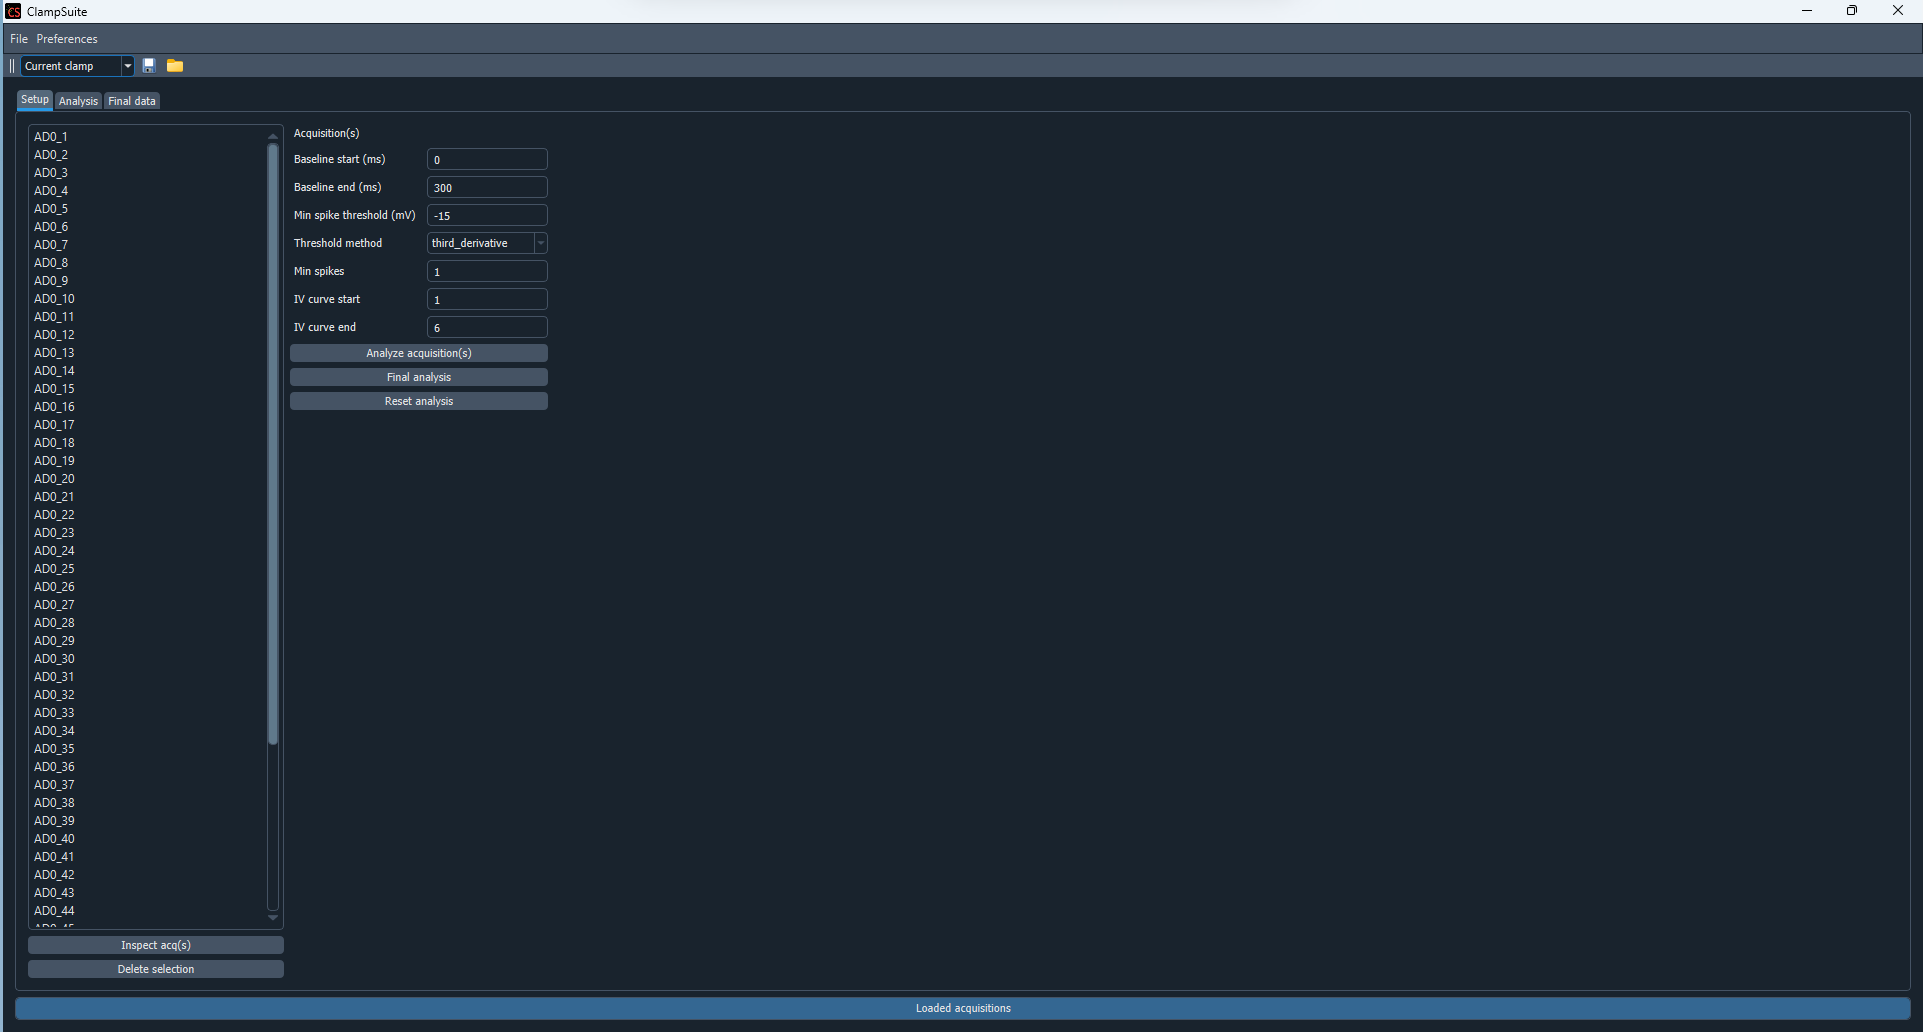 CS ClampSuite
File Preferences
Current clamp
Setup Analysis Final data
AD0_1
AD0_2
AD0_3
AD0_4
AD0_5
AD0_6
AD0_7
AD0_8
AD0_9
AD0_10
AD0_11
AD0_12
AD0_13
AD0_14
AD0_15
AD0_16
AD0_17
AD0_18
AD0_19
AD0_20
AD0_21
AD0_22
AD0_23
AD0_24
AD0_25
AD0_26
AD0_27
AD0_28
AD0_29
AD0_30
AD0_31
AD0_32
AD0_33
AD0_34
AD0_35
AD0_36
AD0_37
AD0_38
AD0_39
AD0_40
AD0_41
AD0_42
AD0_43
AD0_44
Inspect acq(s)
Delete selection
Acquisition(s)
Baseline start (ms) 0
Baseline end (ms) 300
Min spike threshold (mV) -15
Threshold method third_derivative
Min spikes 1
IV curve start 1
IV curve end 6
Analyze acquisition(s)
Final analysis
Reset analysis
Loaded acquisitions